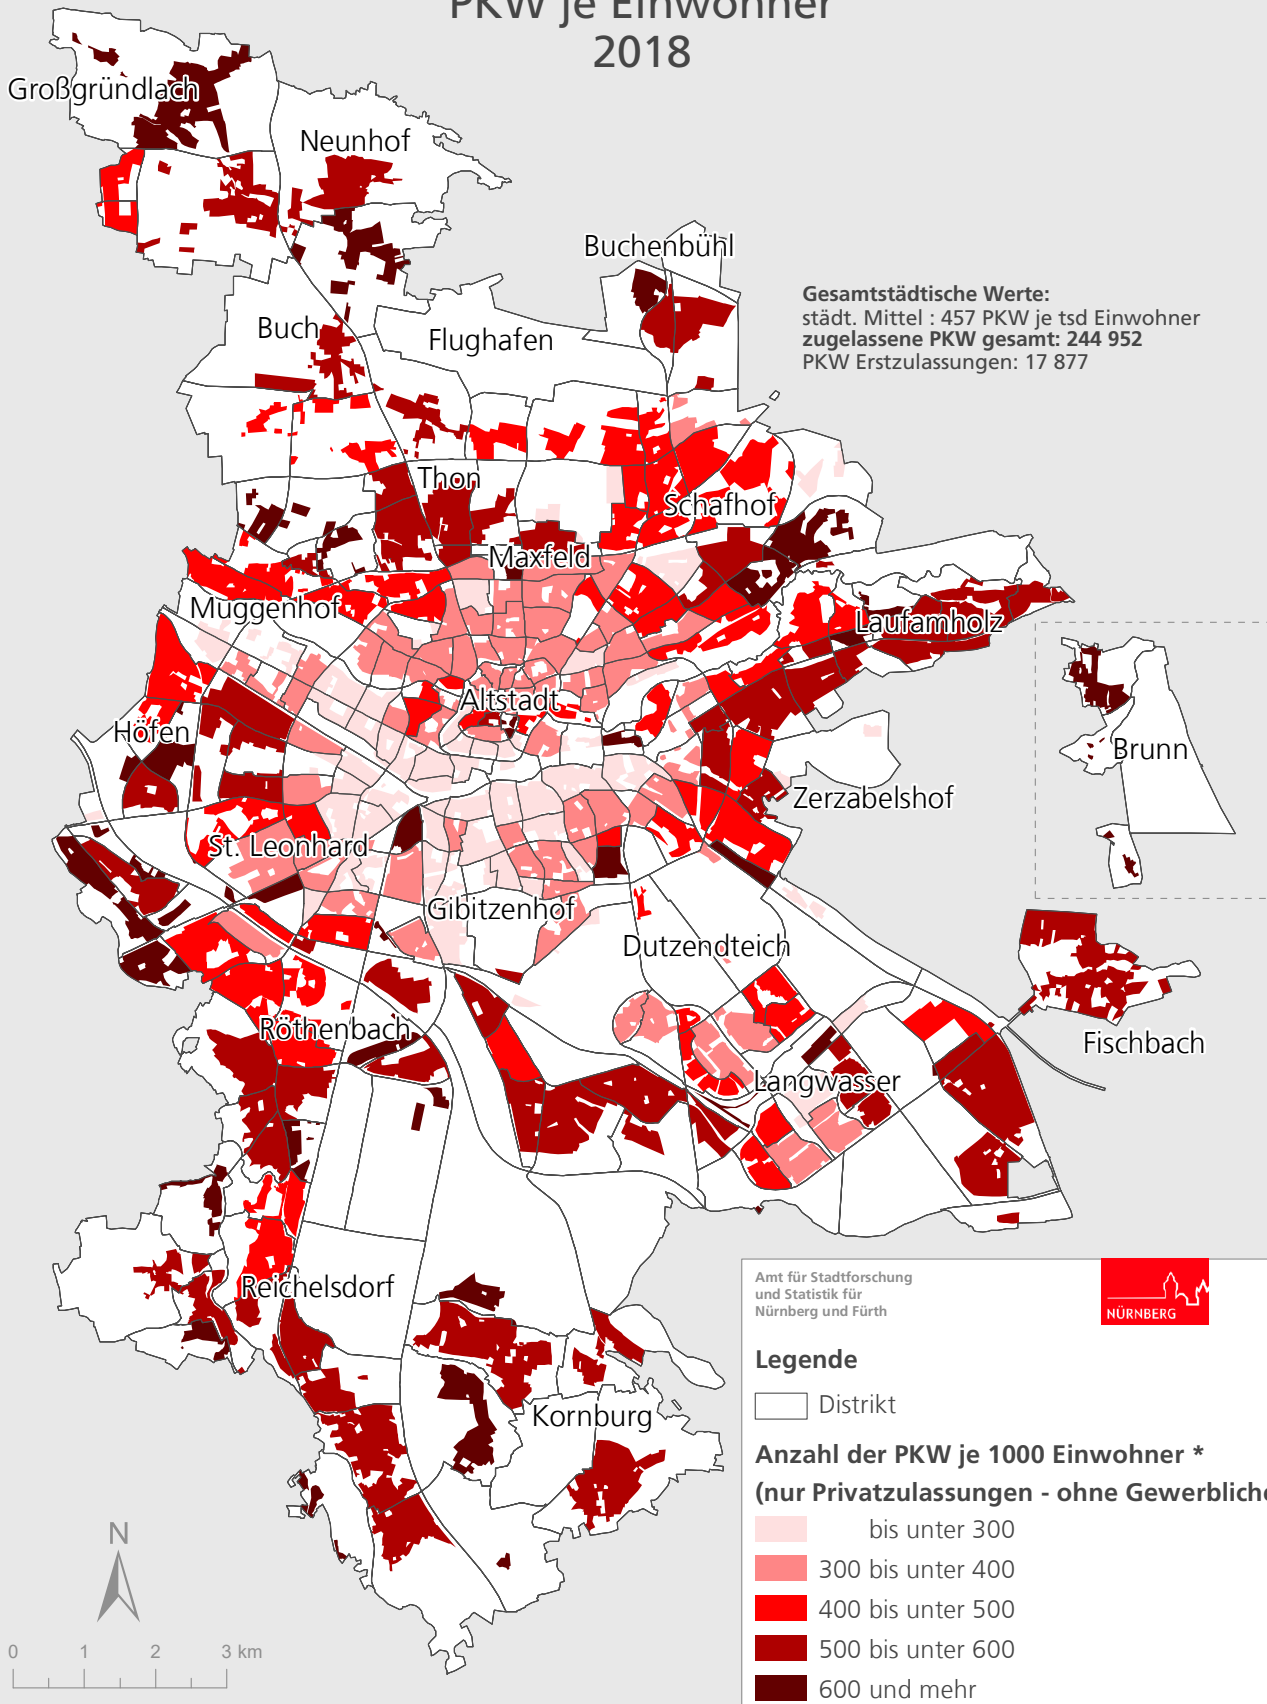 PKW je Einwohner
2018
Großgründlach
Neunhof
Buchenbühl
Gesamtstädtische Werte:
städt. Mittel : 457 PKW je tsd Einwohner
zugelassene PKW gesamt: 244 952
PKW Erstzulassungen: 17 877
Buch
Flughafen
Thon
Schafhof
Maxfeld
Muggenhof
Laufamholz
Altstadt
Höfen
Brunn
Zerzabelshof
St. Leonhard
Gibitzenhof
Dutzendteich
Röthenbach
Fischbach
Langwasser
Reichelsdorf
Kornburg
Amt für Stadtforschung
und Statistik für
Nürnberg und Fürth
NÜRNBERG
Legende
Distrikt
Anzahl der PKW je 1000 Einwohner *
(nur Privatzulassungen - ohne Gewerbliche
bis unter 300
300 bis unter 400
400 bis unter 500
500 bis unter 600
600 und mehr
N
0 1 2 3 km